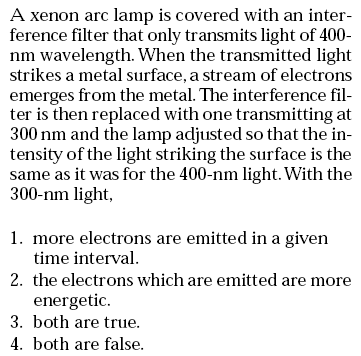 A xenon arc lamp is covered with an inter-
ference filter that only transmits light of 400-
nm wavelength. When the transmitted light
strikes a metal surface, a stream of electrons
emerges from the metal. The interference fil-
ter is then replaced with one transmitting at
300 nm and the lamp adjusted so that the in-
tensity of the light striking the surface is the
same as it was for the 400-nm light. With the
300-nm light,
1. more electrons are emitted in a given
time interval.
2. the electrons which are emitted are more
energetic.
3. both are true.
4. both are false.